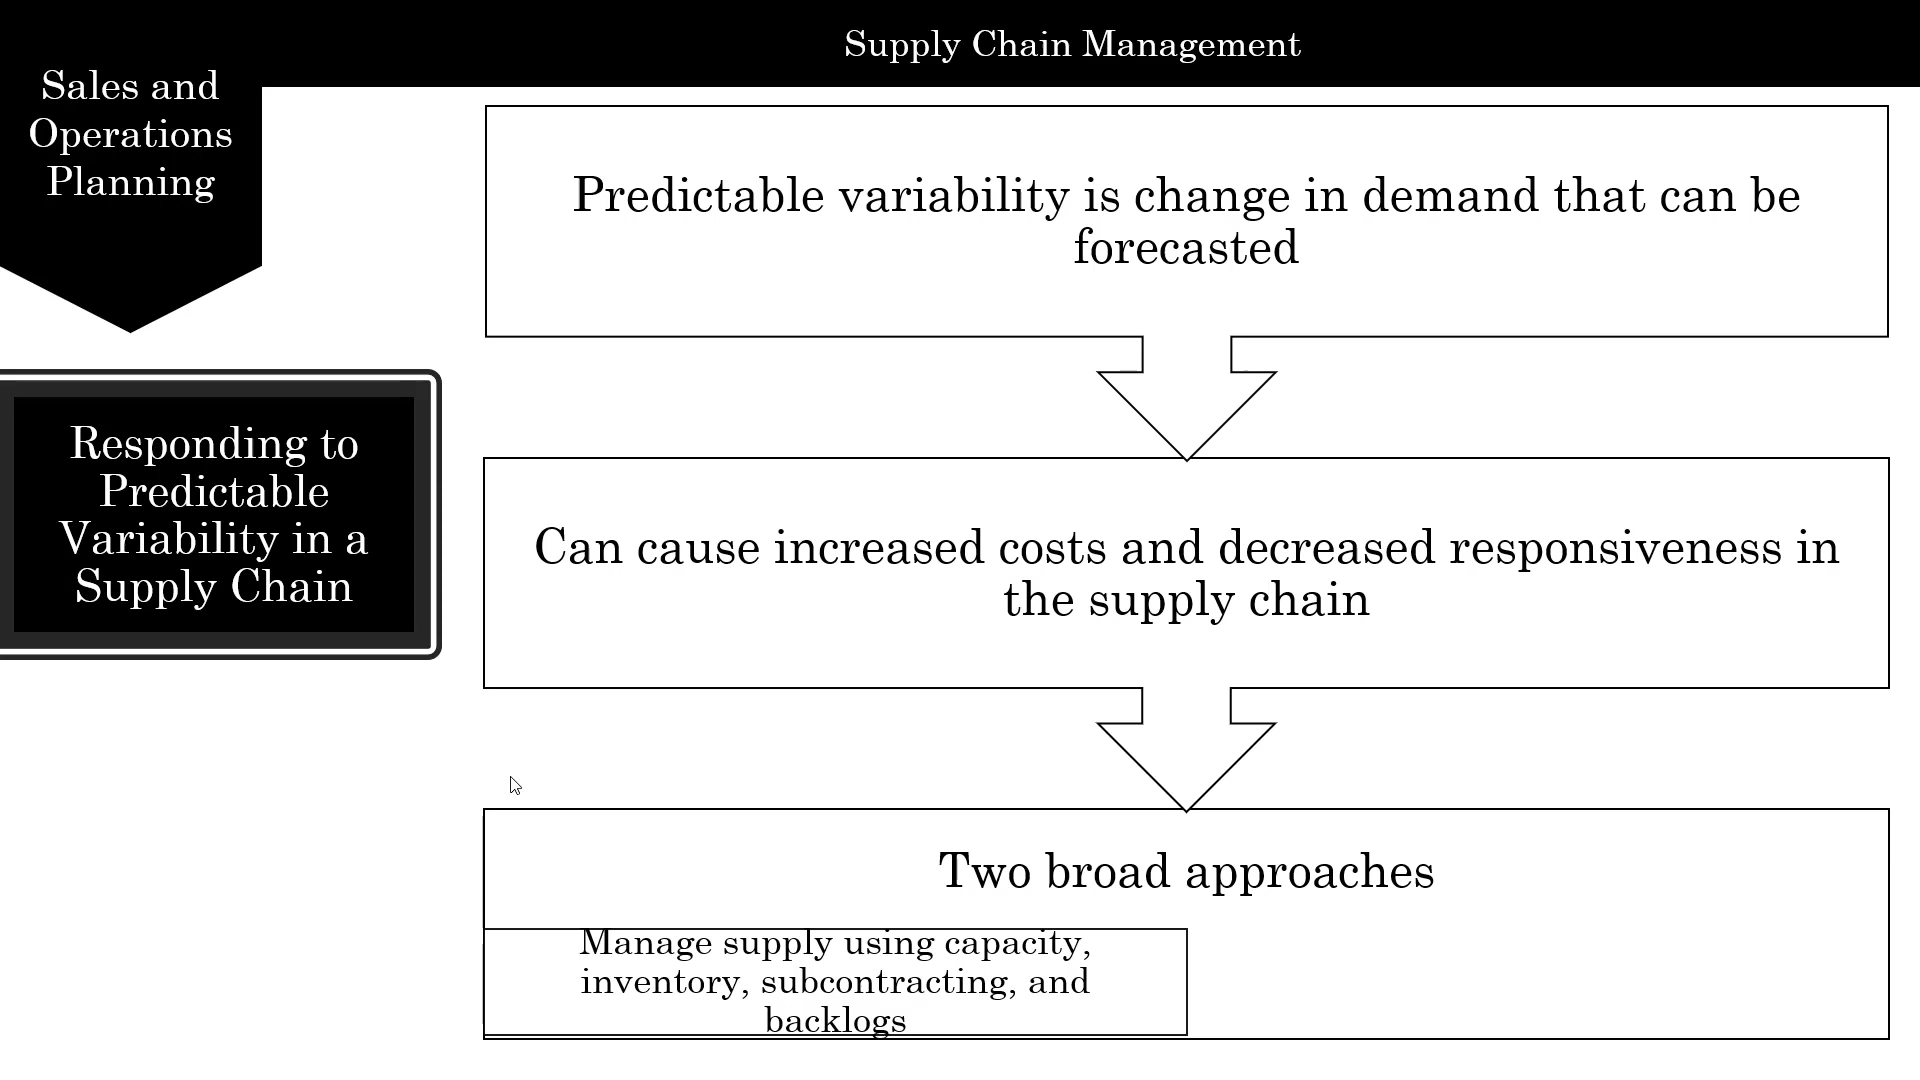 Supply Chain Management
Sales and
Operations
Planning
Responding to
Predictable
Variability in a
Supply Chain
Predictable variability is change in demand that can be
forecasted
Can cause increased costs and decreased responsiveness in
the supply chain
Two broad approaches
Manage supply using capacity,
inventory, subcontracting, and
backlogs